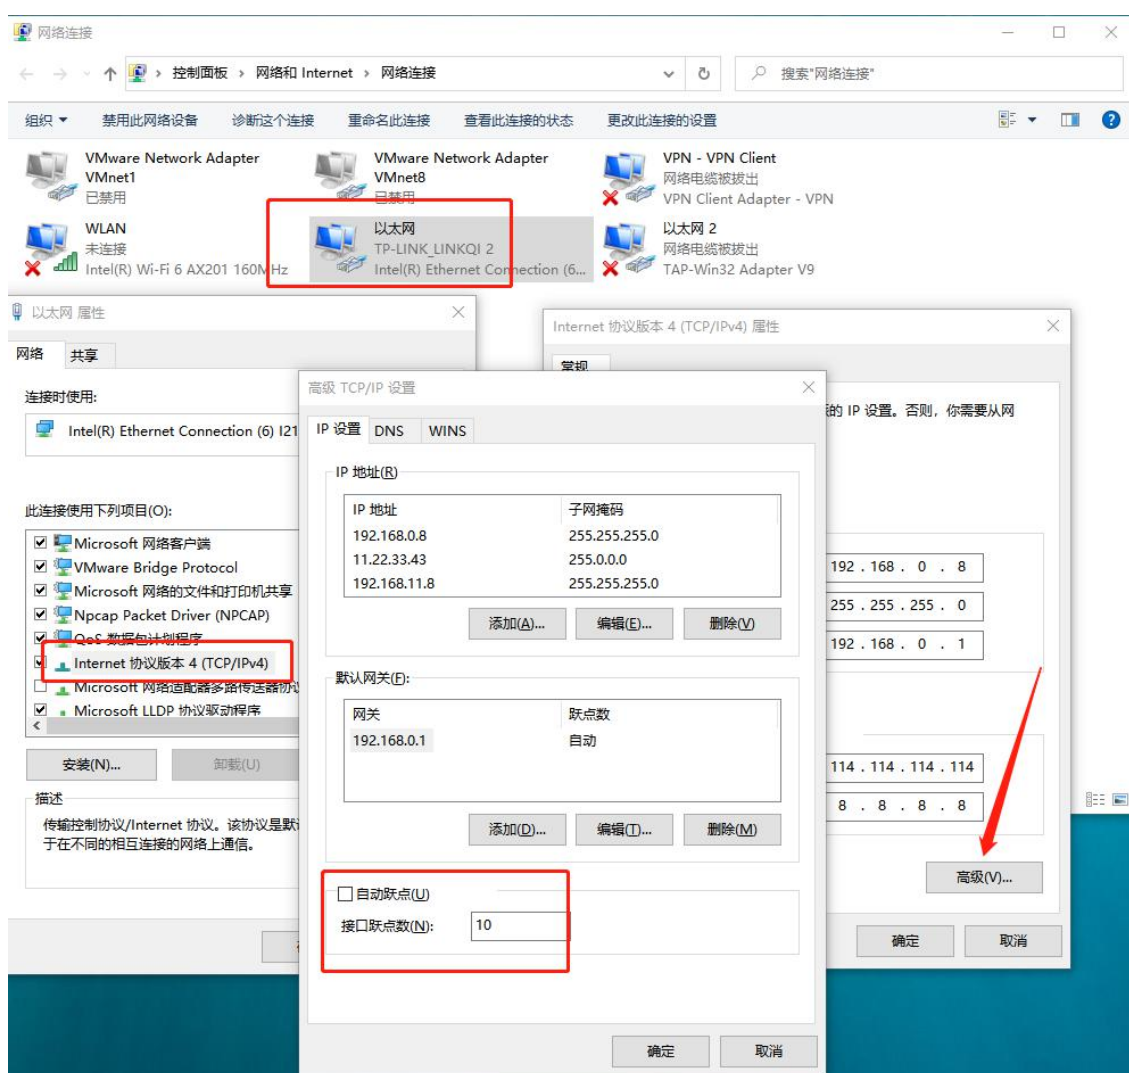 网络连接
控制面板 › 网络和 Internet › 网络连接
搜索"网络连接"
组织 禁用此网络设备 诊断这个连接 重命名此连接 查看此连接的状态 更改此连接的设置
VMware Network Adapter VMnet1
已禁用
VMware Network Adapter VMnet8
已禁用
VPN - VPN Client
网络电缆被拔出
VPN Client Adapter - VPN
WLAN
未连接
Intel(R) Wi-Fi 6 AX201 160MHz
以太网
TP-LINK_LINKQI 2
Intel(R) Ethernet Connection (6...
以太网 2
网络电缆被拔出
TAP-Win32 Adapter V9
以太网 属性
网络 共享
连接时使用:
Intel(R) Ethernet Connection (6) I21
此连接使用下列项目(O):
Microsoft 网络客户端
VMware Bridge Protocol
Microsoft 网络的文件和打印机共享
Npcap Packet Driver (NPCAP)
QoS 数据包计划程序
Internet 协议版本 4 (TCP/IPv4)
Microsoft 网络适配器多路传送器协议
Microsoft LLDP 协议驱动程序
安装(N)... 卸载(U)
描述
传输控制协议/Internet 协议。该协议是默认
于在不同的相互连接的网络上通信。
高级 TCP/IP 设置
IP 设置 DNS WINS
IP 地址(R)
IP 地址 子网掩码
192.168.0.8 255.255.255.0
11.22.33.43 255.0.0.0
192.168.11.8 255.255.255.0
添加(A)... 编辑(E)... 删除(V)
默认网关(F):
网关 跃点数
192.168.0.1 自动
添加(D)... 编辑(T)... 删除(M)
自动跃点(U)
接口跃点数(N): 10
确定 取消
Internet 协议版本 4 (TCP/IPv4) 属性
常规
的 IP 设置。否则，你需要从网
192 . 168 . 0 . 8
255 . 255 . 255 . 0
192 . 168 . 0 . 1
114 . 114 . 114 . 114
8 . 8 . 8 . 8
高级(V)...
确定 取消